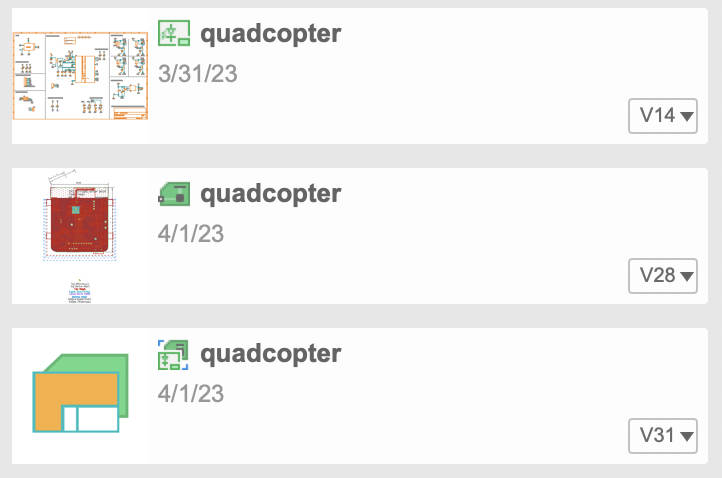 quadcopter
3/31/23
V14
quadcopter
4/1/23
V28
quadcopter
4/1/23
V31